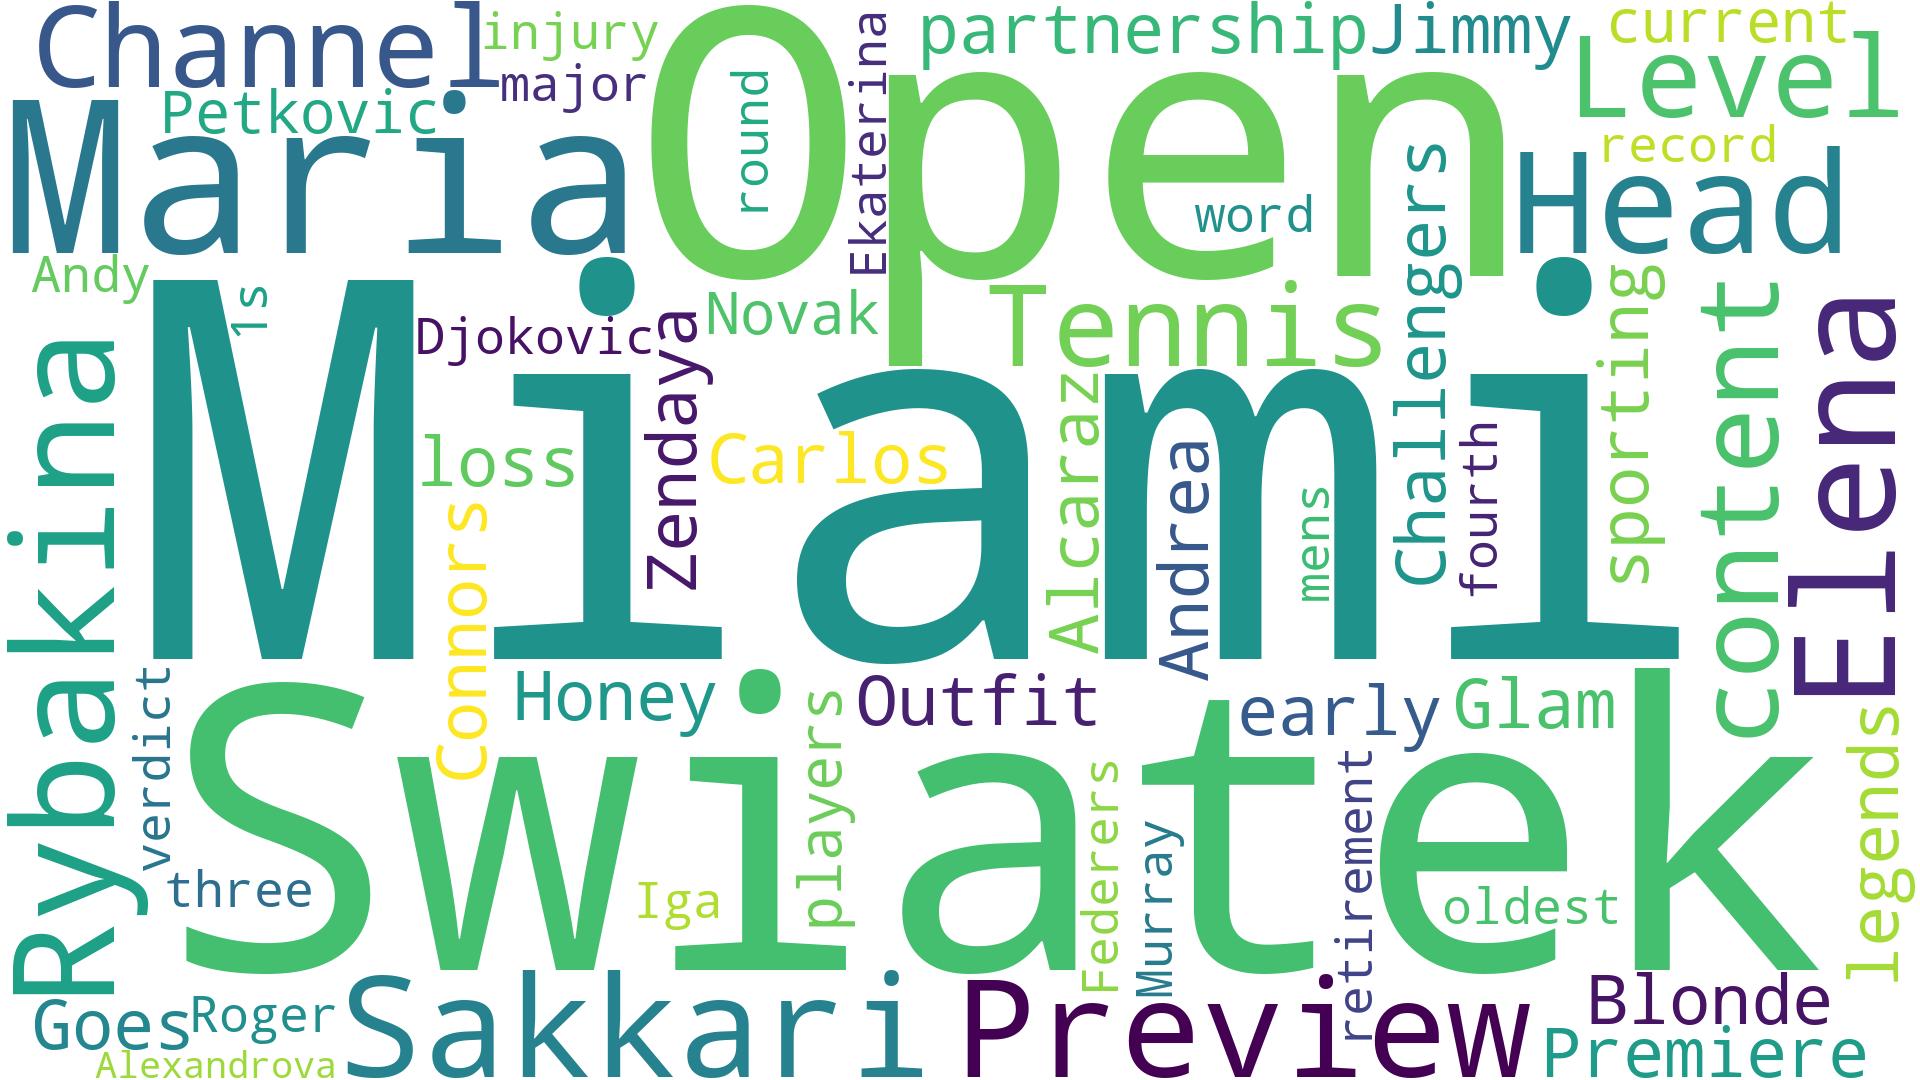 Channel
injury
major
Petkovic
Maria
Open
round
Ekaterina
partnership
Jimmy
current
Level
record
Head
word
Challengers
Andy
1s
Djokovic
Novak
Tennis
sporting
content
Elena
Rybakina
Miami
loss
Zendaya
Carlos
Alcaraz
Andrea
mens
fourth
Connors
verdict
Honey
Outfit
early
Glam
legends
Swiatek
three
Iga
players
Federers
Murray
retirement
oldest
Goes
Roger
Alexandrova
Sakkari
Preview
Blonde
Premiere